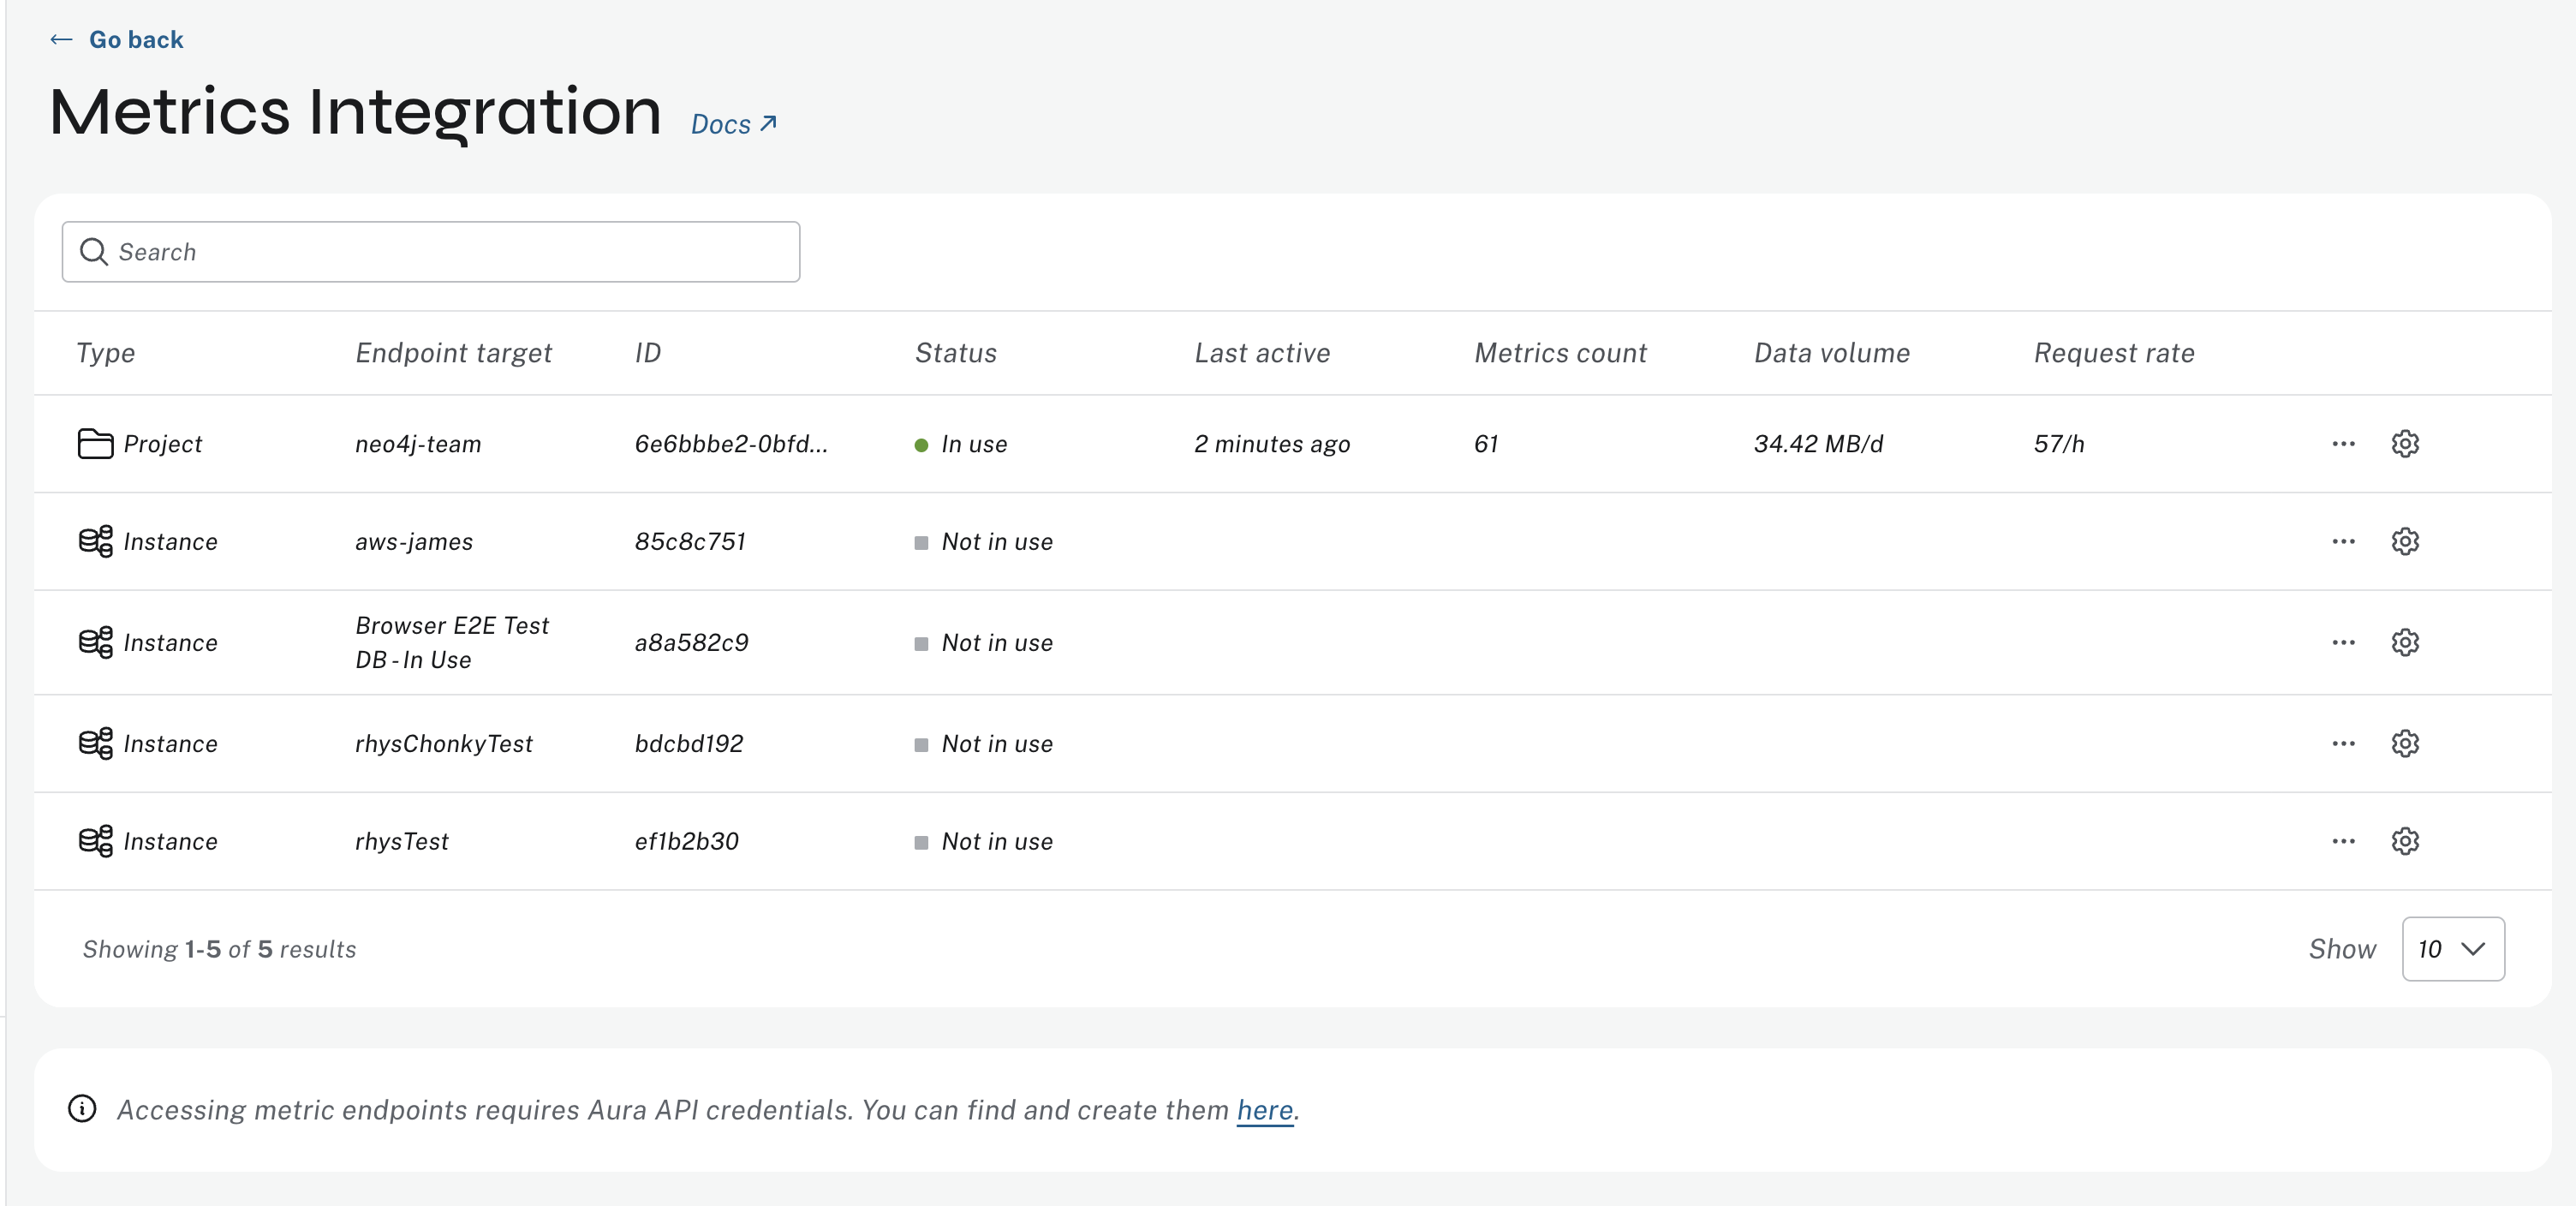 ← Go back
Metrics Integration Docs ↗
Search
Type Endpoint target ID Status Last active Metrics count Data volume Request rate
Project neo4j-team 6e6bbbe2-0bfd... In use 2 minutes ago 61 34.42 MB/d 57/h
Instance aws-james 85c8c751 Not in use
Instance Browser E2E Test
DB - In Use a8a582c9 Not in use
Instance rhysChonkyTest bdcbd192 Not in use
Instance rhysTest ef1b2b30 Not in use
Showing 1-5 of 5 results Show 10
Accessing metric endpoints requires Aura API credentials. You can find and create them here.